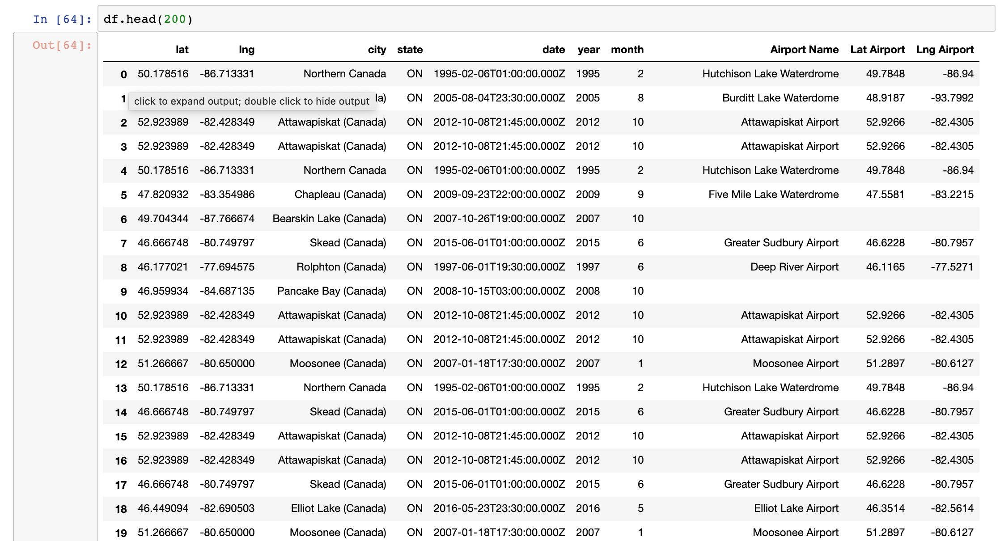 In [64]: df.head(200)
Out[64]:
lat lng city state date year month Airport Name Lat Airport Lng Airport
0 50.178516 -86.713331 Northern Canada ON 1995-02-06T01:00:00.000Z 1995 2 Hutchison Lake Waterdrome 49.7848 -86.94
1 click to expand output; double click to hide output da) ON 2005-08-04T23:30:00.000Z 2005 8 Burditt Lake Waterdome 48.9187 -93.7992
2 52.923989 -82.428349 Attawapiskat (Canada) ON 2012-10-08T21:45:00.000Z 2012 10 Attawapiskat Airport 52.9266 -82.4305
3 52.923989 -82.428349 Attawapiskat (Canada) ON 2012-10-08T21:45:00.000Z 2012 10 Attawapiskat Airport 52.9266 -82.4305
4 50.178516 -86.713331 Northern Canada ON 1995-02-06T01:00:00.000Z 1995 2 Hutchison Lake Waterdrome 49.7848 -86.94
5 47.820932 -83.354986 Chapleau (Canada) ON 2009-09-23T22:00:00.000Z 2009 9 Five Mile Lake Waterdrome 47.5581 -83.2215
6 49.704344 -87.766674 Bearskin Lake (Canada) ON 2007-10-26T19:00:00.000Z 2007 10
7 46.666748 -80.749797 Skead (Canada) ON 2015-06-01T01:00:00.000Z 2015 6 Greater Sudbury Airport 46.6228 -80.7957
8 46.177021 -77.694575 Rolphton (Canada) ON 1997-06-01T19:30:00.000Z 1997 6 Deep River Airport 46.1165 -77.5271
9 46.959934 -84.687135 Pancake Bay (Canada) ON 2008-10-15T03:00:00.000Z 2008 10
10 52.923989 -82.428349 Attawapiskat (Canada) ON 2012-10-08T21:45:00.000Z 2012 10 Attawapiskat Airport 52.9266 -82.4305
11 52.923989 -82.428349 Attawapiskat (Canada) ON 2012-10-08T21:45:00.000Z 2012 10 Attawapiskat Airport 52.9266 -82.4305
12 51.266667 -80.650000 Moosonee (Canada) ON 2007-01-18T17:30:00.000Z 2007 1 Moosonee Airport 51.2897 -80.6127
13 50.178516 -86.713331 Northern Canada ON 1995-02-06T01:00:00.000Z 1995 2 Hutchison Lake Waterdrome 49.7848 -86.94
14 46.666748 -80.749797 Skead (Canada) ON 2015-06-01T01:00:00.000Z 2015 6 Greater Sudbury Airport 46.6228 -80.7957
15 52.923989 -82.428349 Attawapiskat (Canada) ON 2012-10-08T21:45:00.000Z 2012 10 Attawapiskat Airport 52.9266 -82.4305
16 52.923989 -82.428349 Attawapiskat (Canada) ON 2012-10-08T21:45:00.000Z 2012 10 Attawapiskat Airport 52.9266 -82.4305
17 46.666748 -80.749797 Skead (Canada) ON 2015-06-01T01:00:00.000Z 2015 6 Greater Sudbury Airport 46.6228 -80.7957
18 46.449094 -82.690503 Elliot Lake (Canada) ON 2016-05-23T23:30:00.000Z 2016 5 Elliot Lake Airport 46.3514 -82.5614
19 51.266667 -80.650000 Moosonee (Canada) ON 2007-01-18T17:30:00.000Z 2007 1 Moosonee Airport 51.2897 -80.6127